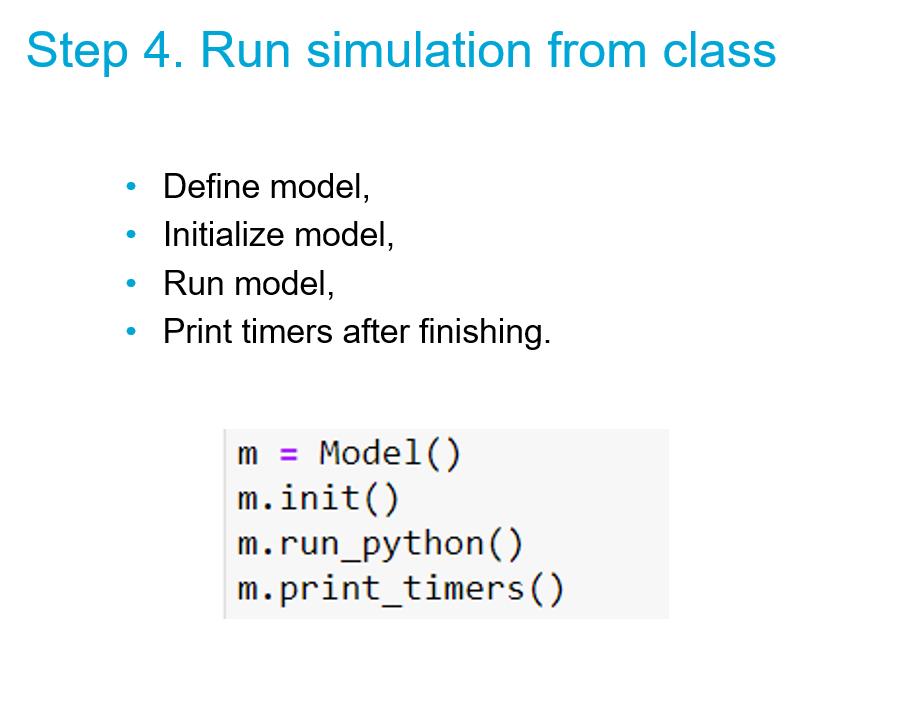 Step 4. Run simulation from class
• Define model,
• Initialize model,
• Run model,
• Print timers after finishing.
m = Model()
m.init()
m.run_python()
m.print_timers()